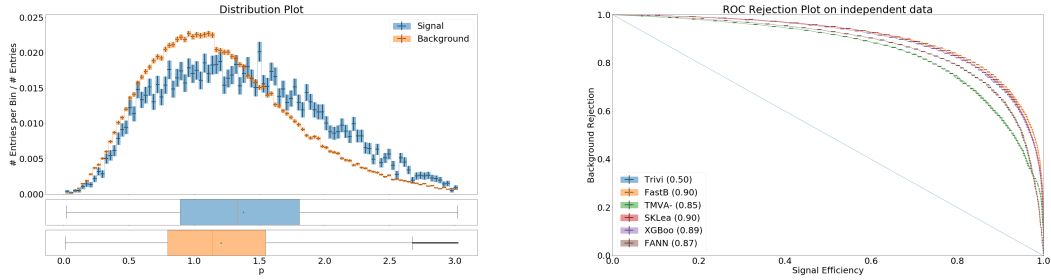 Distribution Plot
# Entries per Bin / # Entries
0.025
0.020
0.015
0.010
0.005
0.000
Signal
Background
0.0
0.5
1.0
1.5
2.0
2.5
3.0
p
ROC Rejection Plot on independent data
Background Rejection
1.0
0.8
0.6
0.4
0.2
0.0
Trivi (0.50)
FastB (0.90)
TMVA- (0.85)
SKLea (0.90)
XGBoo (0.89)
FANN (0.87)
0.0
0.2
0.4
0.6
0.8
1.0
Signal Efficiency